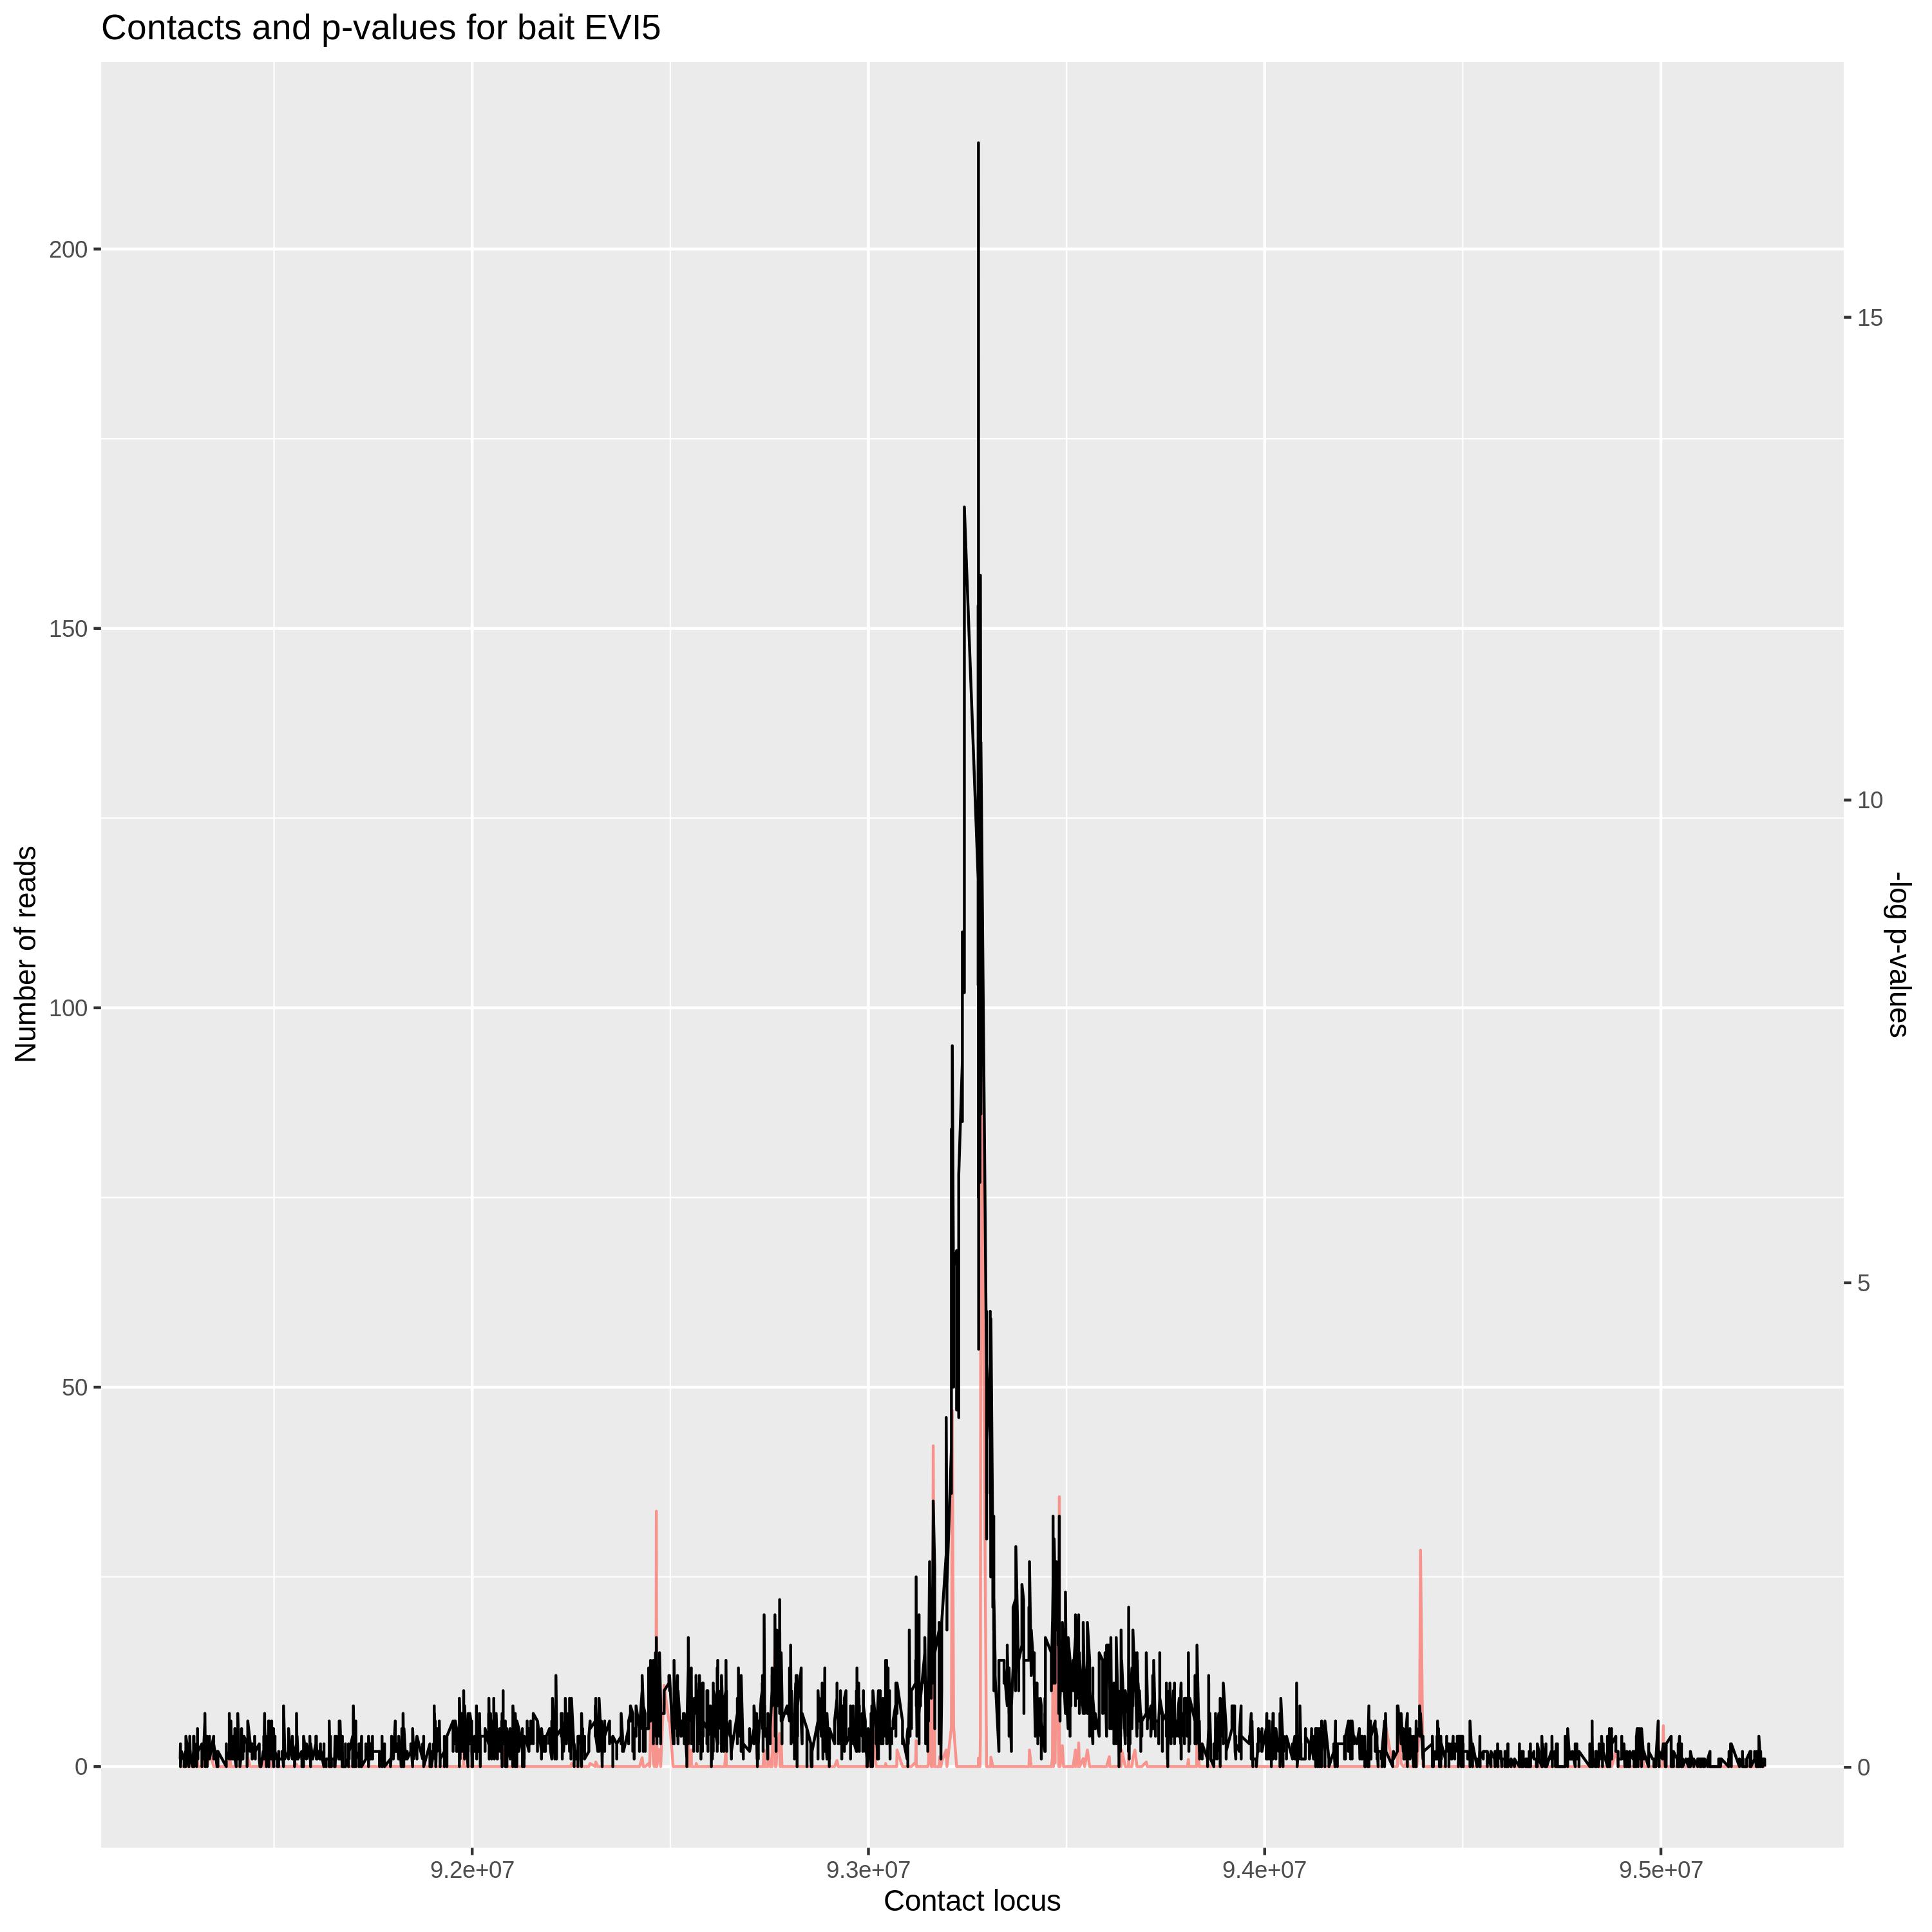 Contacts and p-values for bait EVI5
Number of reads
200
150
100
50
0
15
10
5
0
-log p-values
9.2e+07
9.3e+07
9.4e+07
9.5e+07
Contact locus